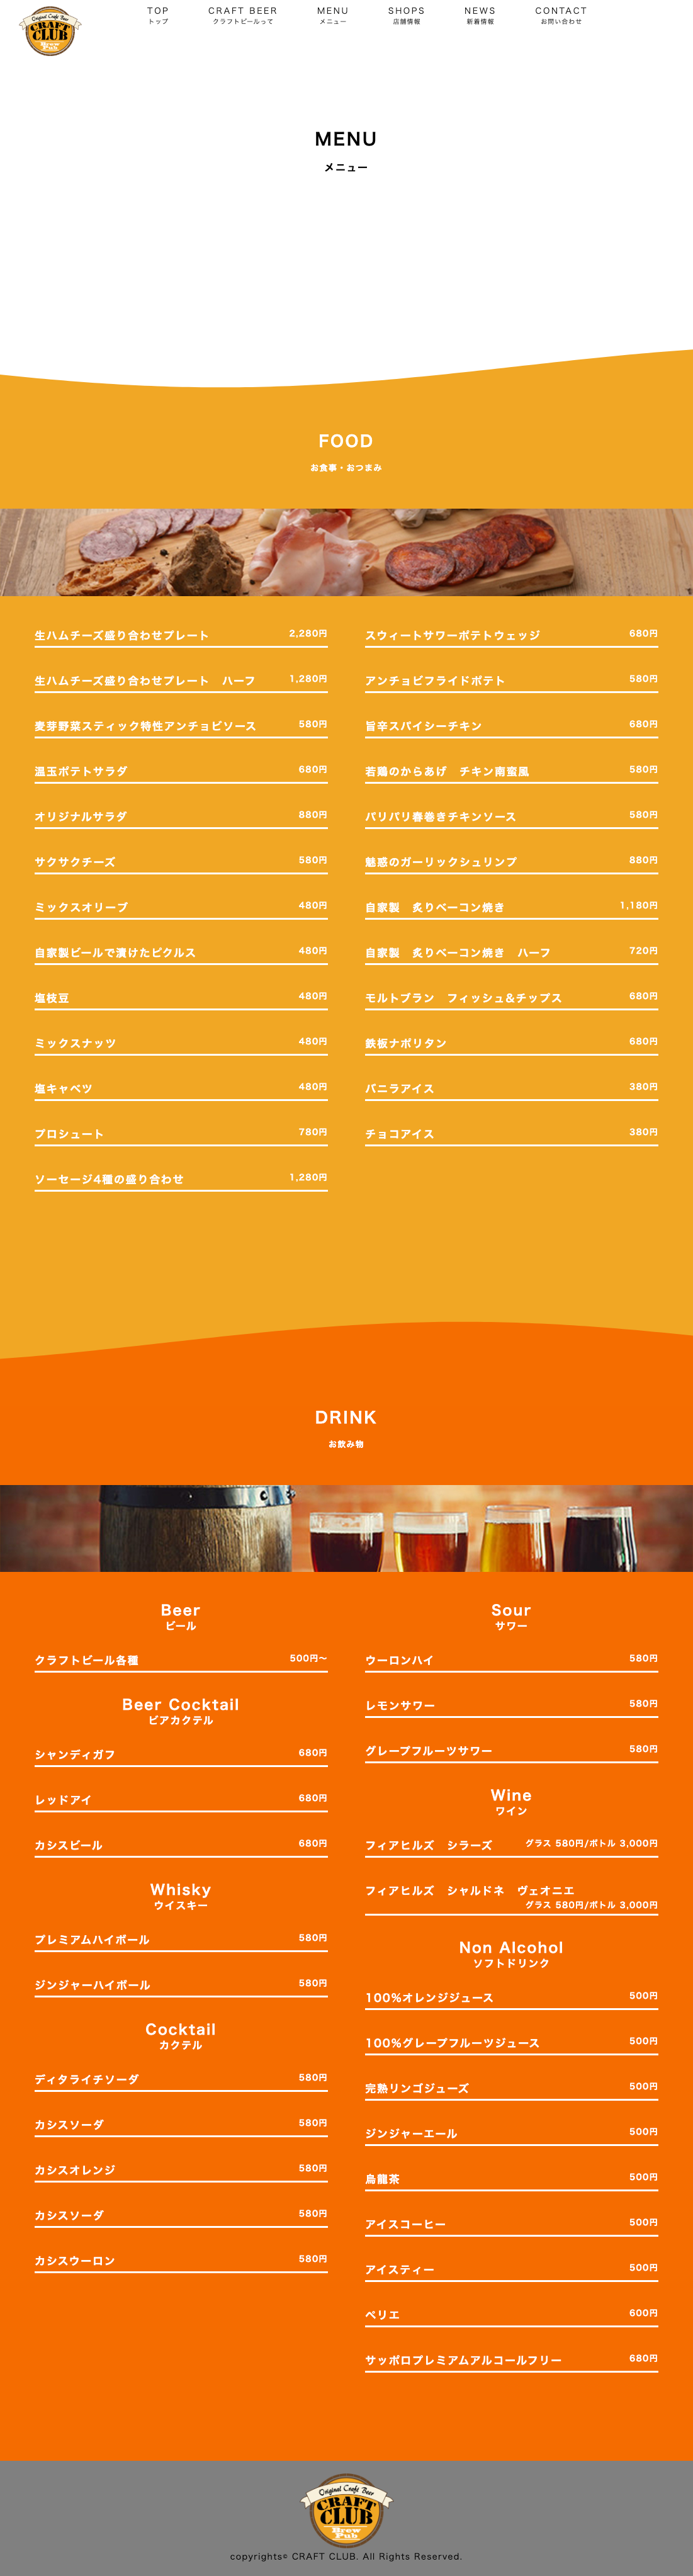 Original Craft Beer
CRAFT
CLUB
Brew
Pub
TOP
トップ
CRAFT BEER
クラフトビールって
MENU
メニュー
SHOPS
店舗情報
NEWS
新着情報
CONTACT
お問い合わせ
MENU
メニュー
FOOD
お食事・おつまみ
生ハムチーズ盛り合わせプレート 2,280円
生ハムチーズ盛り合わせプレート　ハーフ 1,280円
麦芽野菜スティック特性アンチョビソース 580円
温玉ポテトサラダ 680円
オリジナルサラダ 880円
サクサクチーズ 580円
ミックスオリーブ 480円
自家製ビールで漬けたピクルス 480円
塩枝豆 480円
ミックスナッツ 480円
塩キャベツ 480円
プロシュート 780円
ソーセージ4種の盛り合わせ 1,280円
スウィートサワーポテトウェッジ 680円
アンチョビフライドポテト 580円
旨辛スパイシーチキン 680円
若鶏のからあげ　チキン南蛮風 580円
パリパリ春巻きチキンソース 580円
魅惑のガーリックシュリンプ 880円
自家製　炙りベーコン焼き 1,180円
自家製　炙りベーコン焼き　ハーフ 720円
モルトプラン　フィッシュ&チップス 680円
鉄板ナポリタン 680円
バニラアイス 380円
チョコアイス 380円
DRINK
お飲み物
Beer
ビール
クラフトビール各種 500円〜
Beer Cocktail
ビアカクテル
シャンディガフ 680円
レッドアイ 680円
カシスビール 680円
Whisky
ウイスキー
プレミアムハイボール 580円
ジンジャーハイボール 580円
Cocktail
カクテル
ディタライチソーダ 580円
カシスソーダ 580円
カシスオレンジ 580円
カシスソーダ 580円
カシスウーロン 580円
Sour
サワー
ウーロンハイ 580円
レモンサワー 580円
グレープフルーツサワー 580円
Wine
ワイン
フィアヒルズ　シラーズ グラス 580円/ボトル 3,000円
フィアヒルズ　シャルドネ　ヴェオニエ
グラス 580円/ボトル 3,000円
Non Alcohol
ソフトドリンク
100%オレンジジュース 500円
100%グレープフルーツジュース 500円
完熟リンゴジューズ 500円
ジンジャーエール 500円
烏龍茶 500円
アイスコーヒー 500円
アイスティー 500円
ペリエ 600円
サッポロプレミアムアルコールフリー 680円
Original Craft Beer
CRAFT
CLUB
Brew
Pub
copyrights© CRAFT CLUB. All Rights Reserved.